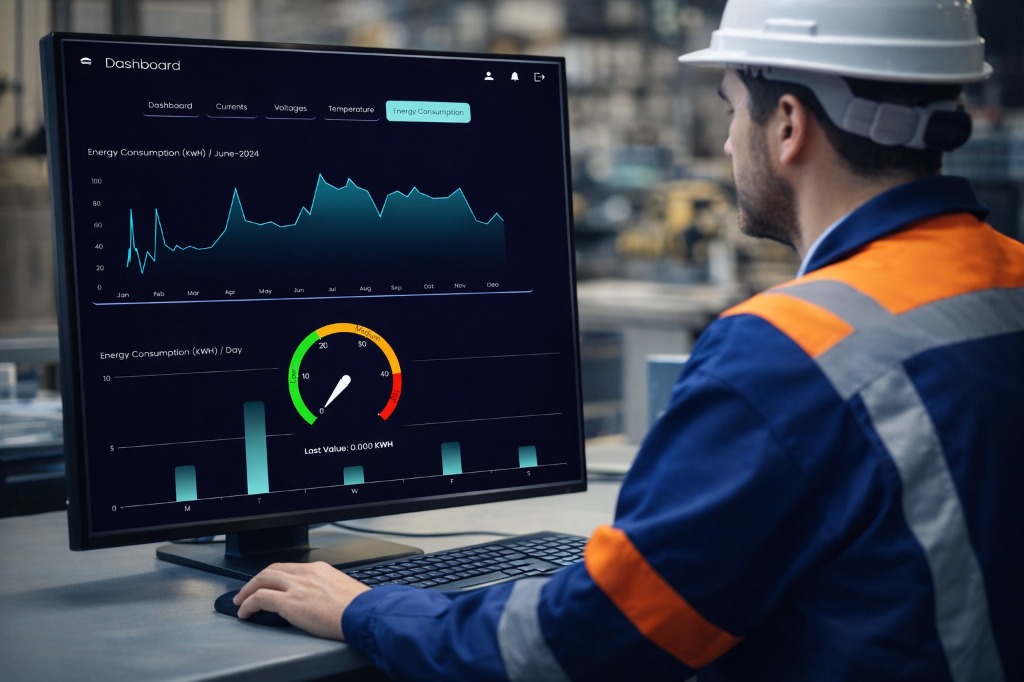 Dashboard
Dashboard Currents Voltages Temperature Energy Consumption
Energy Consumption (KWH) / June-2024
100
80
60
40
20
0
Jan Feb Mar Apr May Jun Jul Aug Sep Oat Nov Deo
Energy Consumption (KWH) / Day
10
5
0
M T W F S
Low Medium
0 10 20 30 40
Last Value: 0.000 KWH